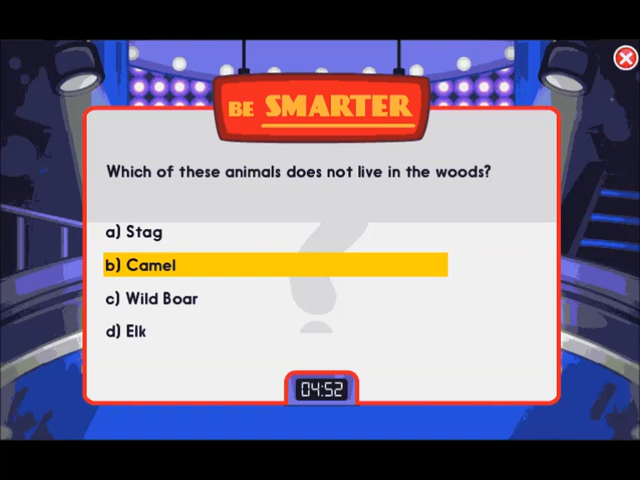 BE SMARTER
Which of these animals does not live in the woods?
a) Stag
b) Camel
c) Wild Boar
d) Elk
04:52